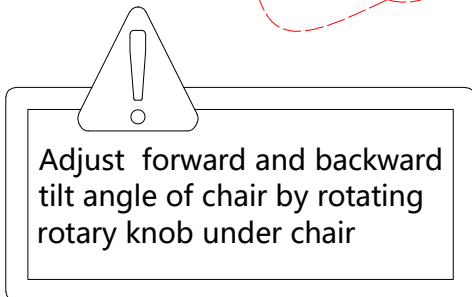 Adjust forward and backward
tilt angle of chair by rotating
rotary knob under chair